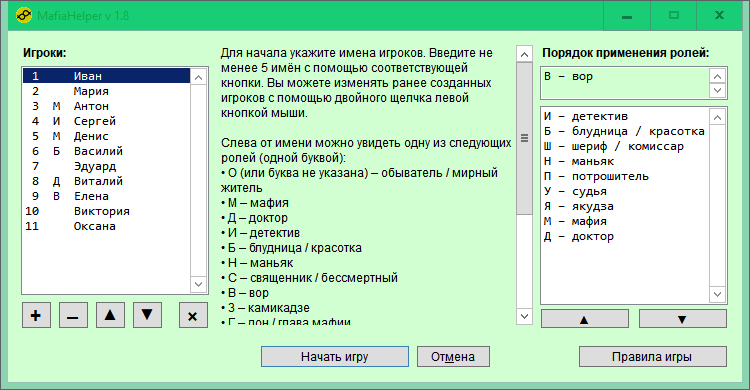 MafiaHelper v 1.8
Игроки:
1 Иван
2 Мария
3 М Антон
4 И Сергей
5 М Денис
6 Б Василий
7 Эдуард
8 Д Виталий
9 В Елена
10 Виктория
11 Оксана
Для начала укажите имена игроков. Введите не
менее 5 имён с помощью соответствующей
кнопки. Вы можете изменять ранее созданных
игроков с помощью двойного щелчка левой
кнопкой мыши.
Слева от имени можно увидеть одну из следующих
ролей (одной буквой):
• О (или буква не указана) – обыватель / мирный
житель
• М – мафия
• Д – доктор
• И – детектив
• Б – блудница / красотка
• Н – маньяк
• С – священник / бессмертный
• В – вор
• З – камикадзе
• Г – дон / глава мафии
Порядок применения ролей:
В – вор
И – детектив
Б – блудница / красотка
Ш – шериф / комиссар
Н – маньяк
П – потрошитель
У – судья
Я – якудза
М – мафия
Д – доктор
Начать игру
Отмена
Правила игры